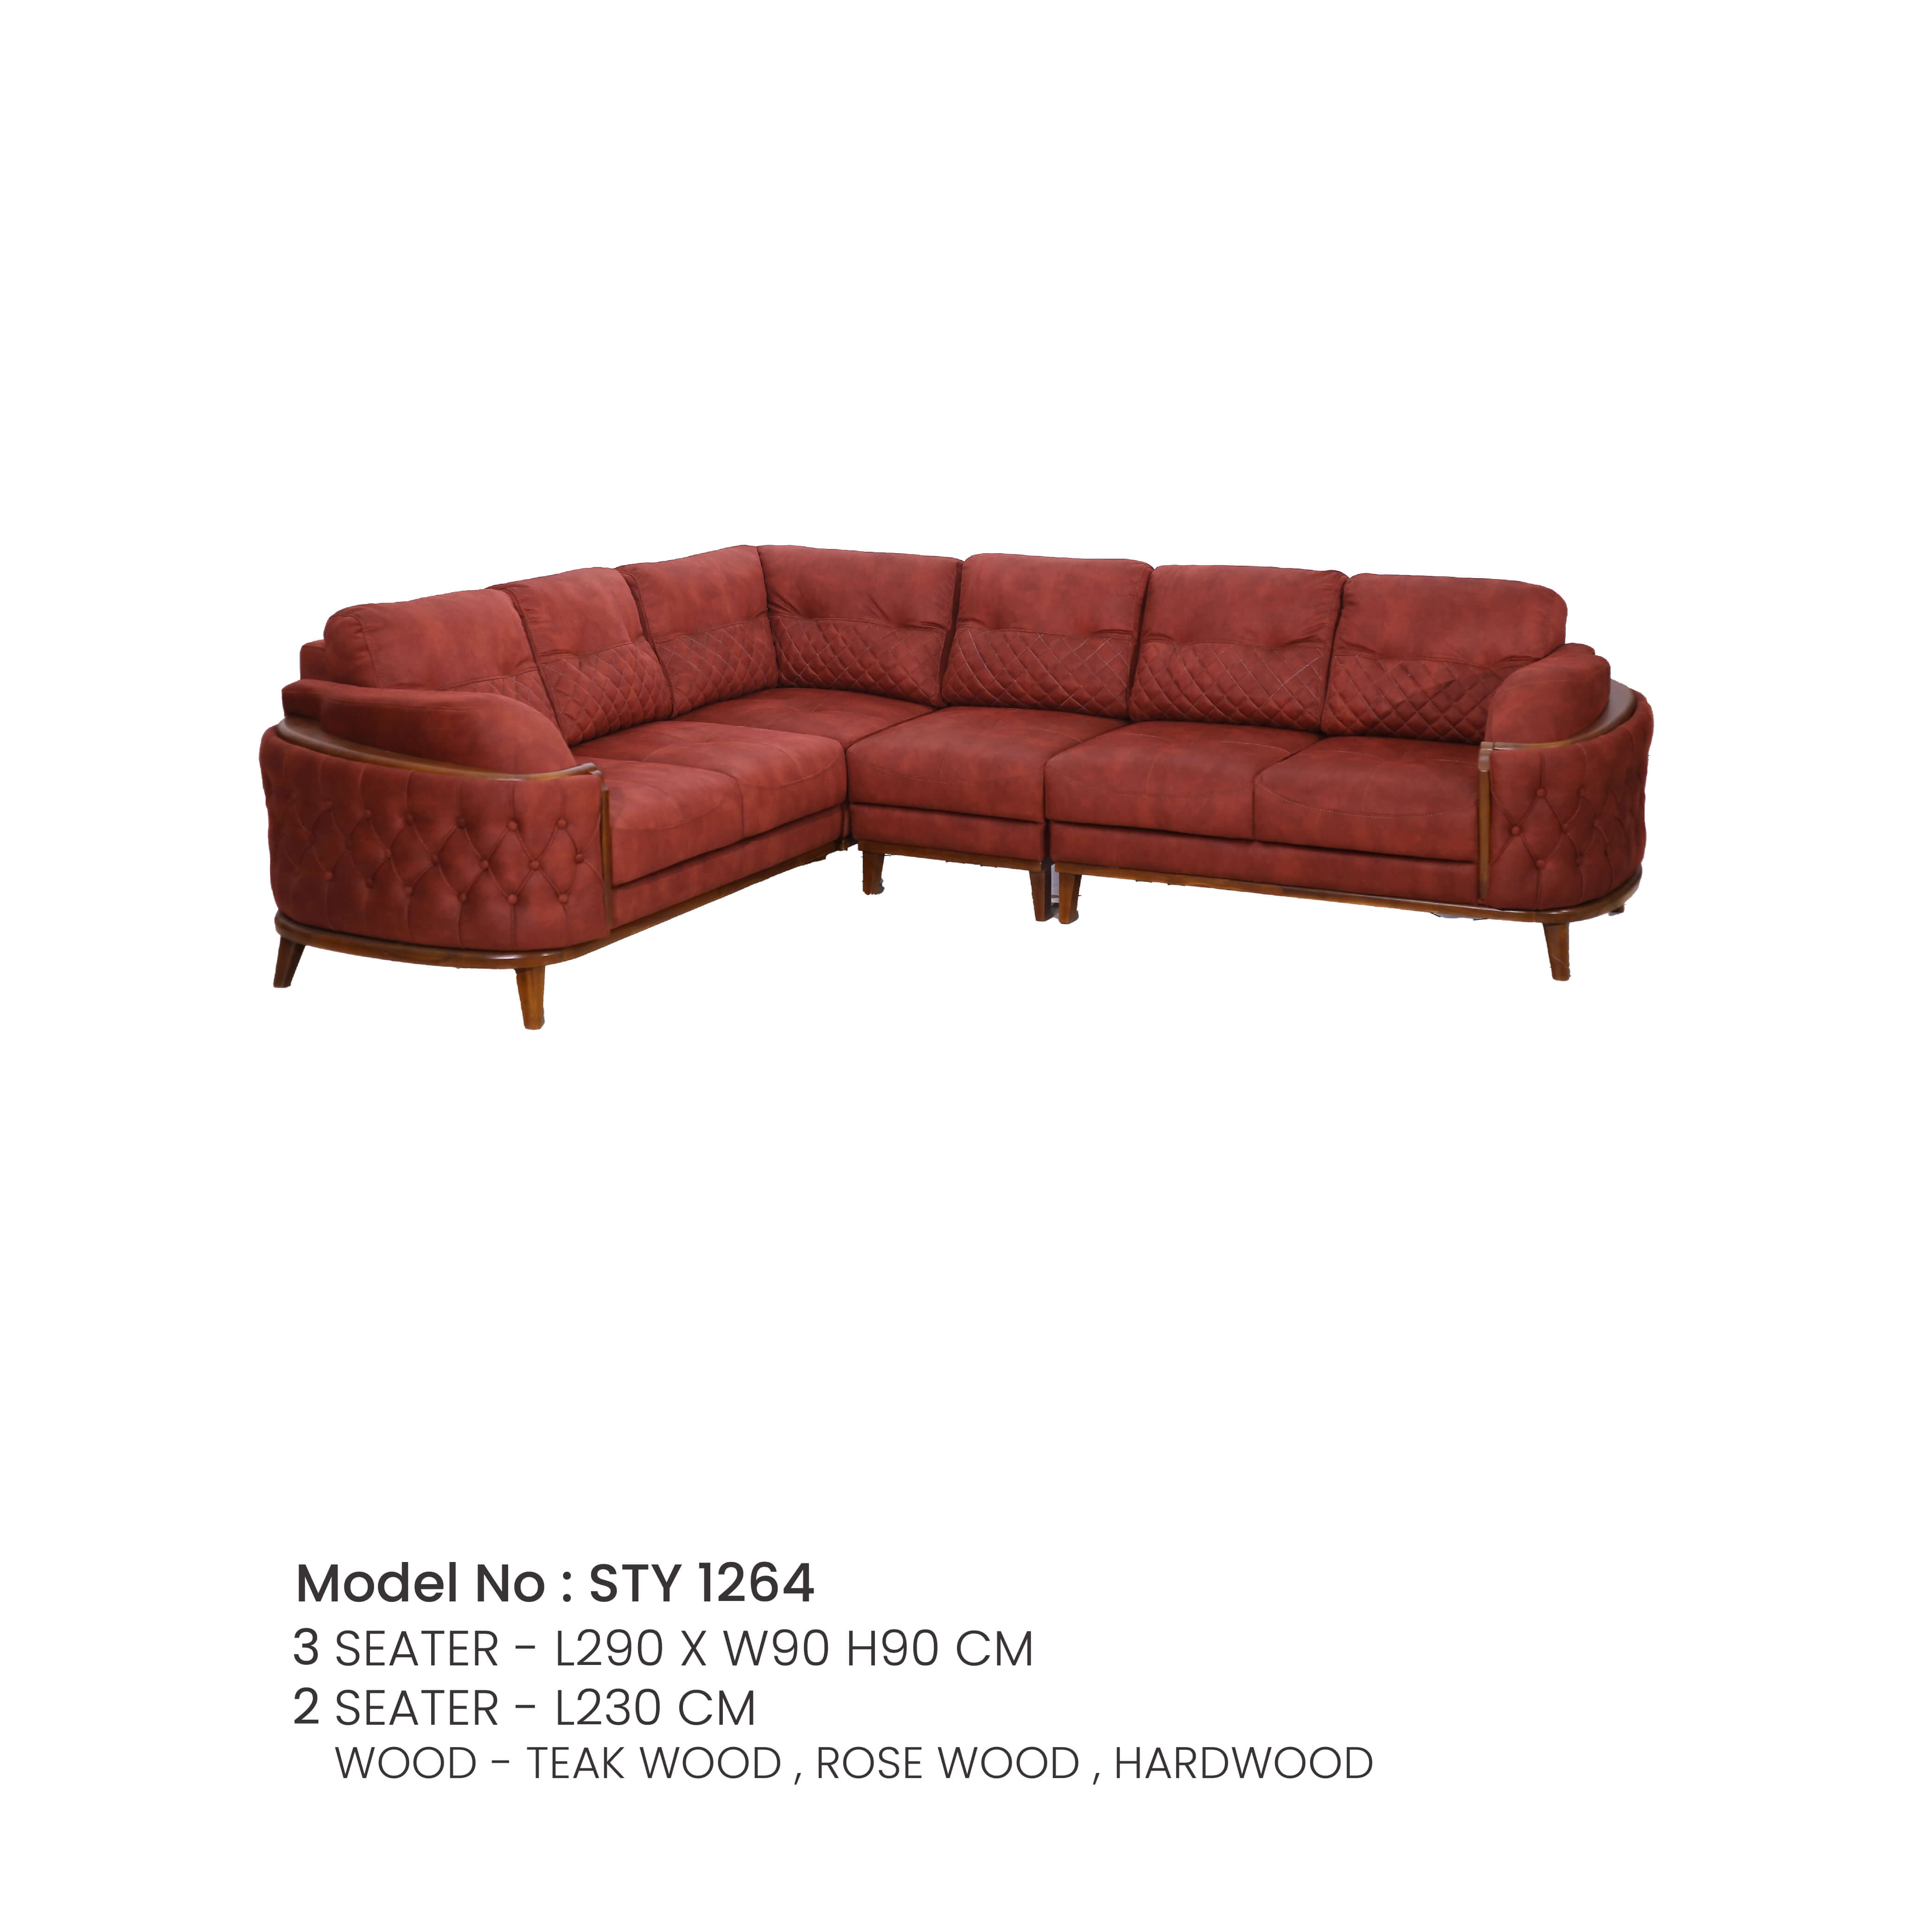 Model No : STY 1264
3 SEATER - L290 X W90 H90 CM
2 SEATER - L230 CM
WOOD - TEAK WOOD , ROSE WOOD , HARDWOOD